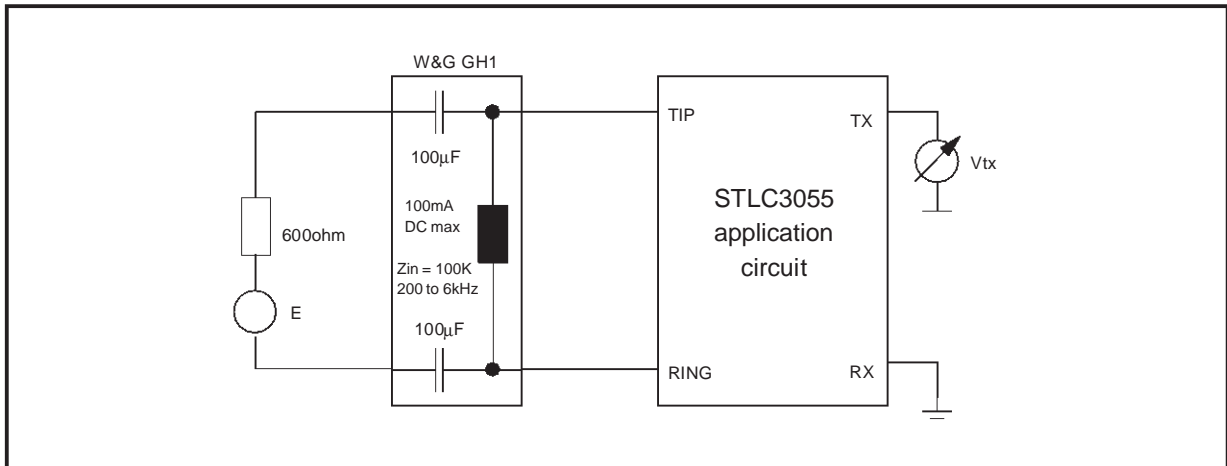 W&G GH1
TIP
TX
100µF
Vtx
STLC3055
application
circuit
100mA
DC max
600ohm
Zin = 100K
200 to 6kHz
E
100µF
RING
RX